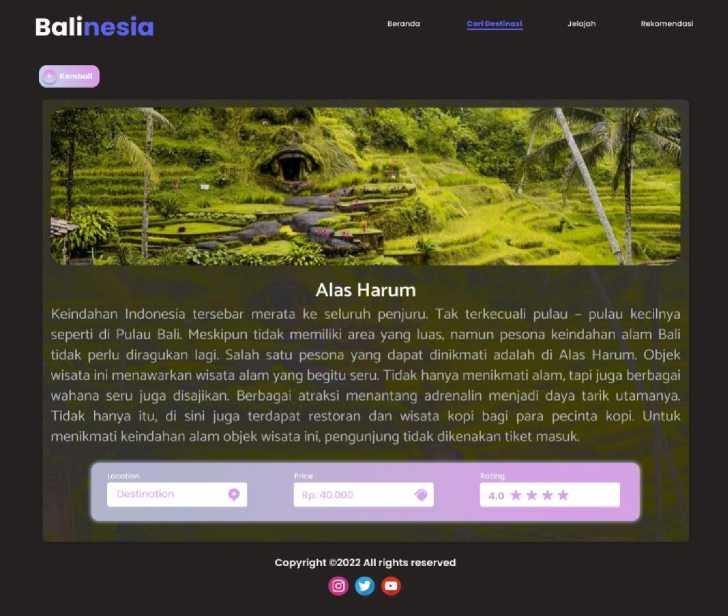 Balinesia
Beranda Cari Destinasi Jelajah Rekomendasi
Kembali
Alas Harum
Keindahan Indonesia tersebar merata ke seluruh penjuru. Tak terkecuali pulau – pulau kecilnya
seperti di Pulau Bali. Meskipun tidak memiliki area yang luas, namun pesona keindahan alam Bali
tidak perlu diragukan lagi. Salah satu pesona yang dapat dinikmati adalah di Alas Harum. Objek
wisata ini menawarkan wisata alam yang begitu seru. Tidak hanya menikmati alam, tapi juga berbagai
wahana seru juga disajikan. Berbagai atraksi menantang adrenalin menjadi daya tarik utamanya.
Tidak hanya itu, di sini juga terdapat restoran dan wisata kopi bagi para pecinta kopi. Untuk
menikmati keindahan alam objek wisata ini, pengunjung tidak dikenakan tiket masuk.
Location Price Rating
Destination Rp. 40.000 4.0
Copyright ©2022 All rights reserved